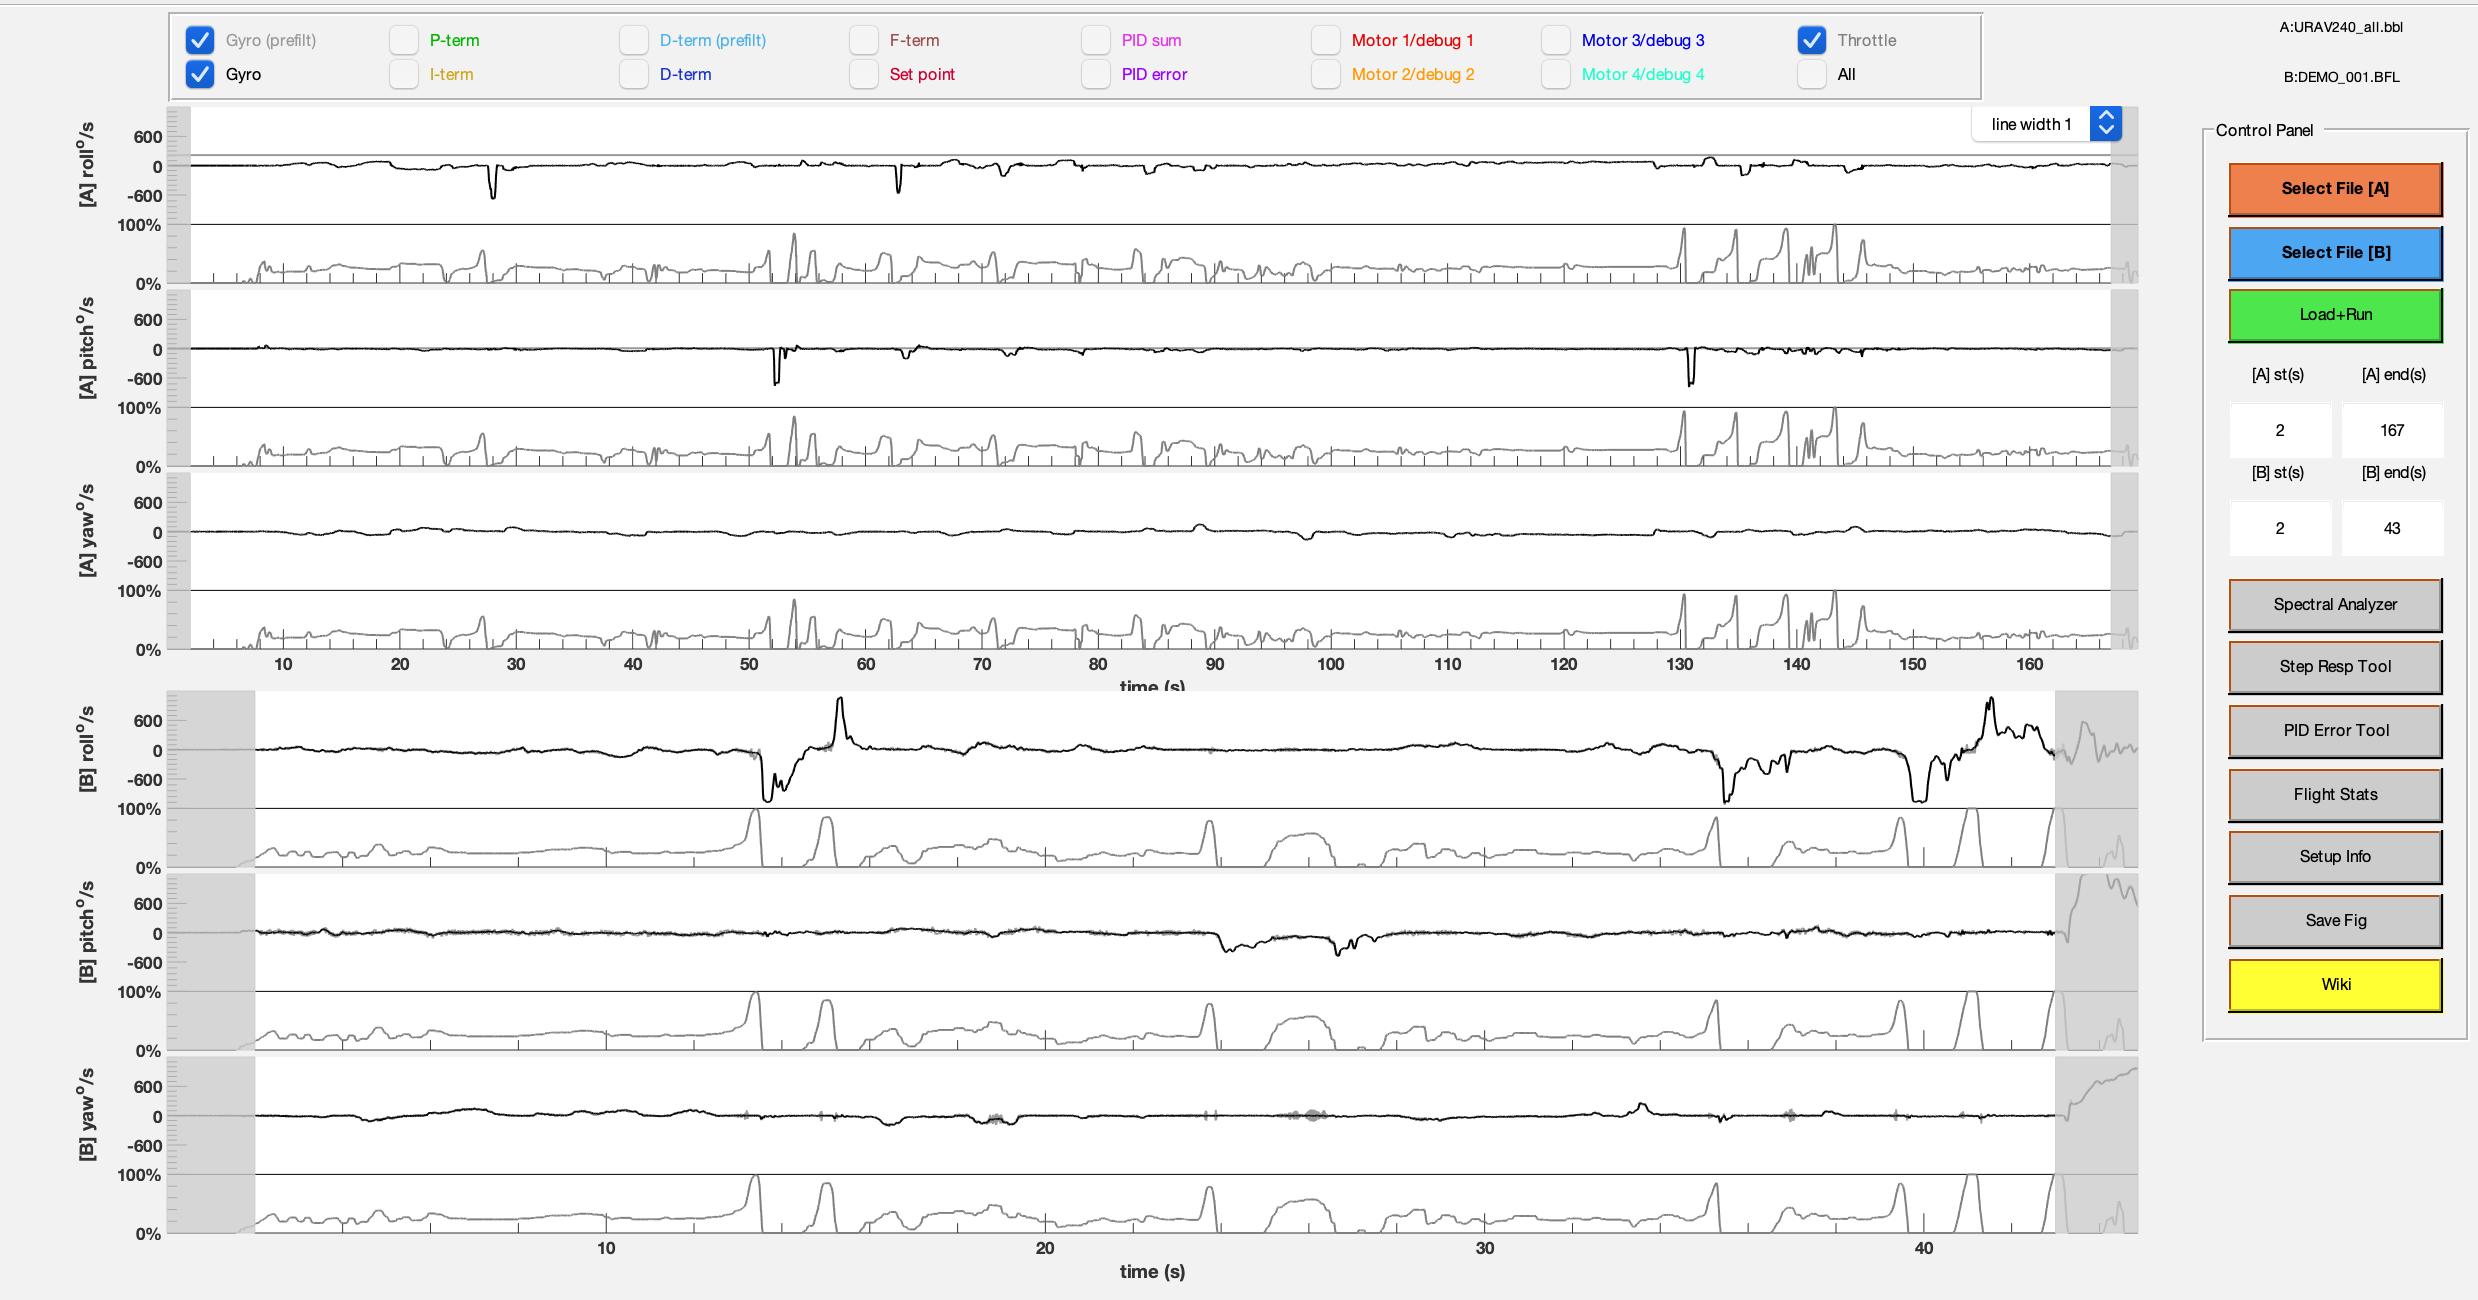 Gyro (prefilt) P-term D-term (prefilt) F-term PID sum Motor 1/debug 1 Motor 3/debug 3 Throttle
Gyro I-term D-term Set point PID error Motor 2/debug 2 Motor 4/debug 4 All
A:URAV240_all.bbl
B:DEMO_001.BFL
line width 1
[A] roll°/s
600
0
-600
100%
0%
[A] pitch°/s
600
0
-600
100%
0%
[A] yaw°/s
600
0
-600
100%
0%
10 20 30 40 50 60 70 80 90 100 110 120 130 140 150 160
time (s)
[B] roll°/s
600
0
-600
100%
0%
[B] pitch°/s
600
0
-600
100%
0%
[B] yaw°/s
600
0
-600
100%
0%
10 20 30 40
time (s)
Control Panel
Select File [A]
Select File [B]
Load+Run
[A] st(s) [A] end(s)
2 167
[B] st(s) [B] end(s)
2 43
Spectral Analyzer
Step Resp Tool
PID Error Tool
Flight Stats
Setup Info
Save Fig
Wiki